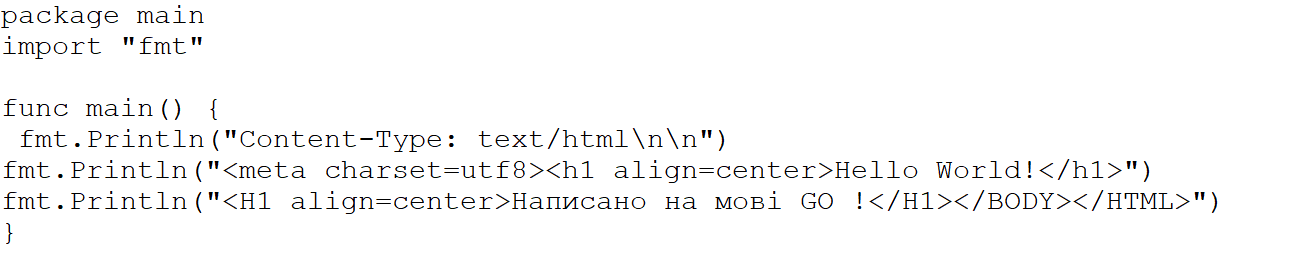 package main
import "fmt"

func main() {
 fmt.Println("Content-Type: text/html\n\n")
fmt.Println("<meta charset=utf8><h1 align=center>Hello World!</h1>")
fmt.Println("<H1 align=center>Написано на мові GO !</H1></BODY></HTML>")
}